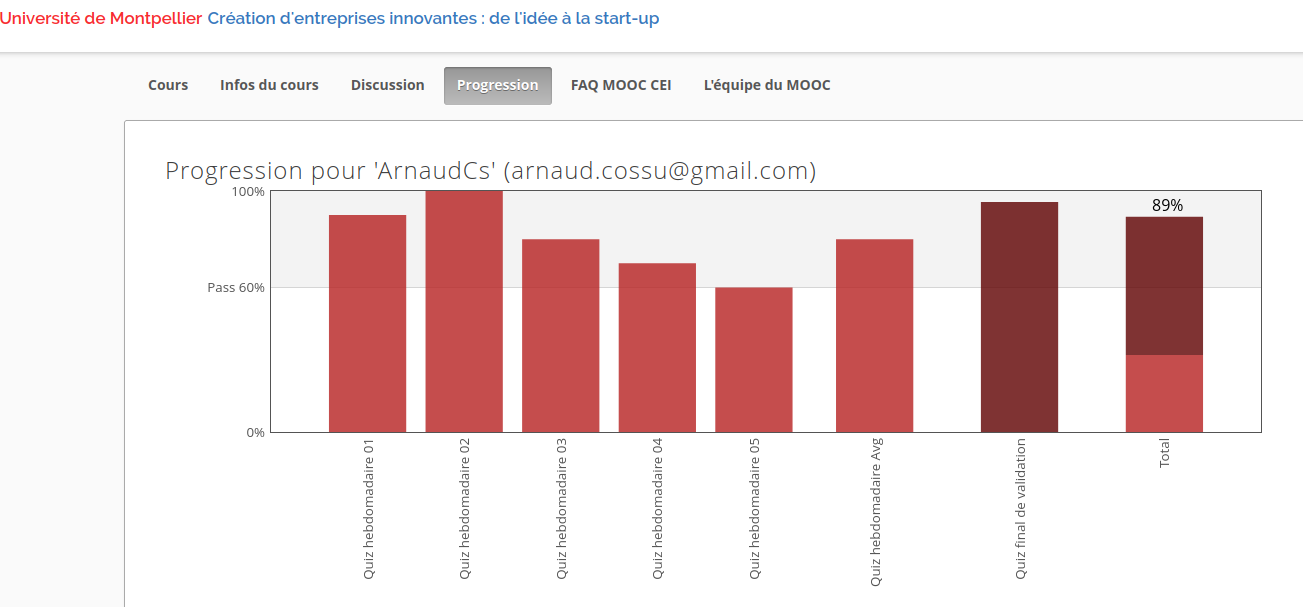 Université de Montpellier Création d'entreprises innovantes : de l'idée à la start-up
Cours Infos du cours Discussion Progression FAQ MOOC CEI L'équipe du MOOC
Progression pour 'ArnaudCs' (arnaud.cossu@gmail.com)
100%
89%
Pass 60%
0%
Quiz hebdomadaire 01
Quiz hebdomadaire 02
Quiz hebdomadaire 03
Quiz hebdomadaire 04
Quiz hebdomadaire 05
Quiz hebdomadaire Avg
Quiz final de validation
Total